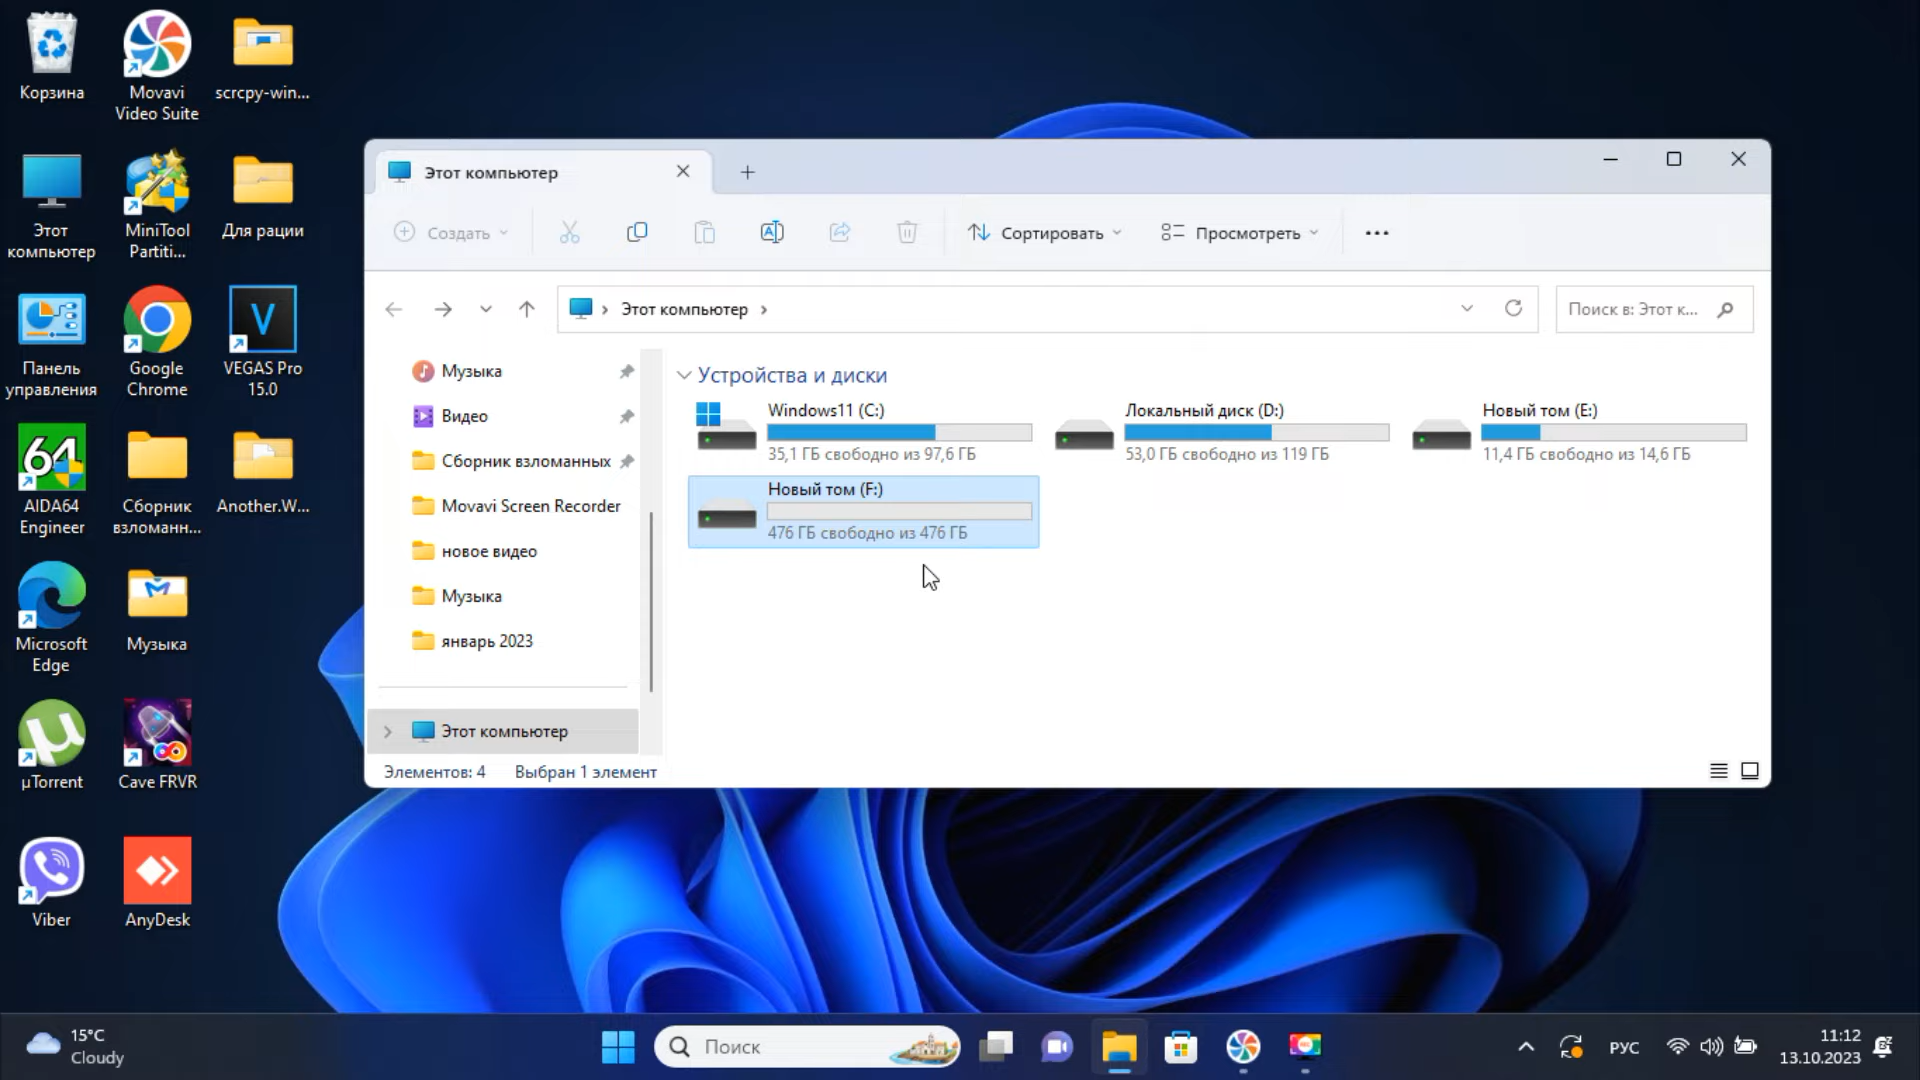 Корзина
Movavi
Video Suite
scrcpy-win...
Этот
компьютер
MiniTool
Partiti...
Для рации
Панель
управления
Google
Chrome
VEGAS Pro
15.0
64
AIDA64
Engineer
Сборник
взломанн...
Another.W...
Microsoft
Edge
Музыка
µTorrent
Cave FRVR
Viber
AnyDesk
Этот компьютер
Создать
Сортировать
Просмотреть
Этот компьютер
Поиск в: Этот к...
Музыка
Видео
Сборник взломанных
Movavi Screen Recorder
новое видео
Музыка
январь 2023
Этот компьютер
Устройства и диски
Windows11 (C:)
35,1 ГБ свободно из 97,6 ГБ
Локальный диск (D:)
53,0 ГБ свободно из 119 ГБ
Новый том (E:)
11,4 ГБ свободно из 14,6 ГБ
Новый том (F:)
476 ГБ свободно из 476 ГБ
Элементов: 4 Выбран 1 элемент
15°C
Cloudy
Поиск
РУС
11:12
13.10.2023